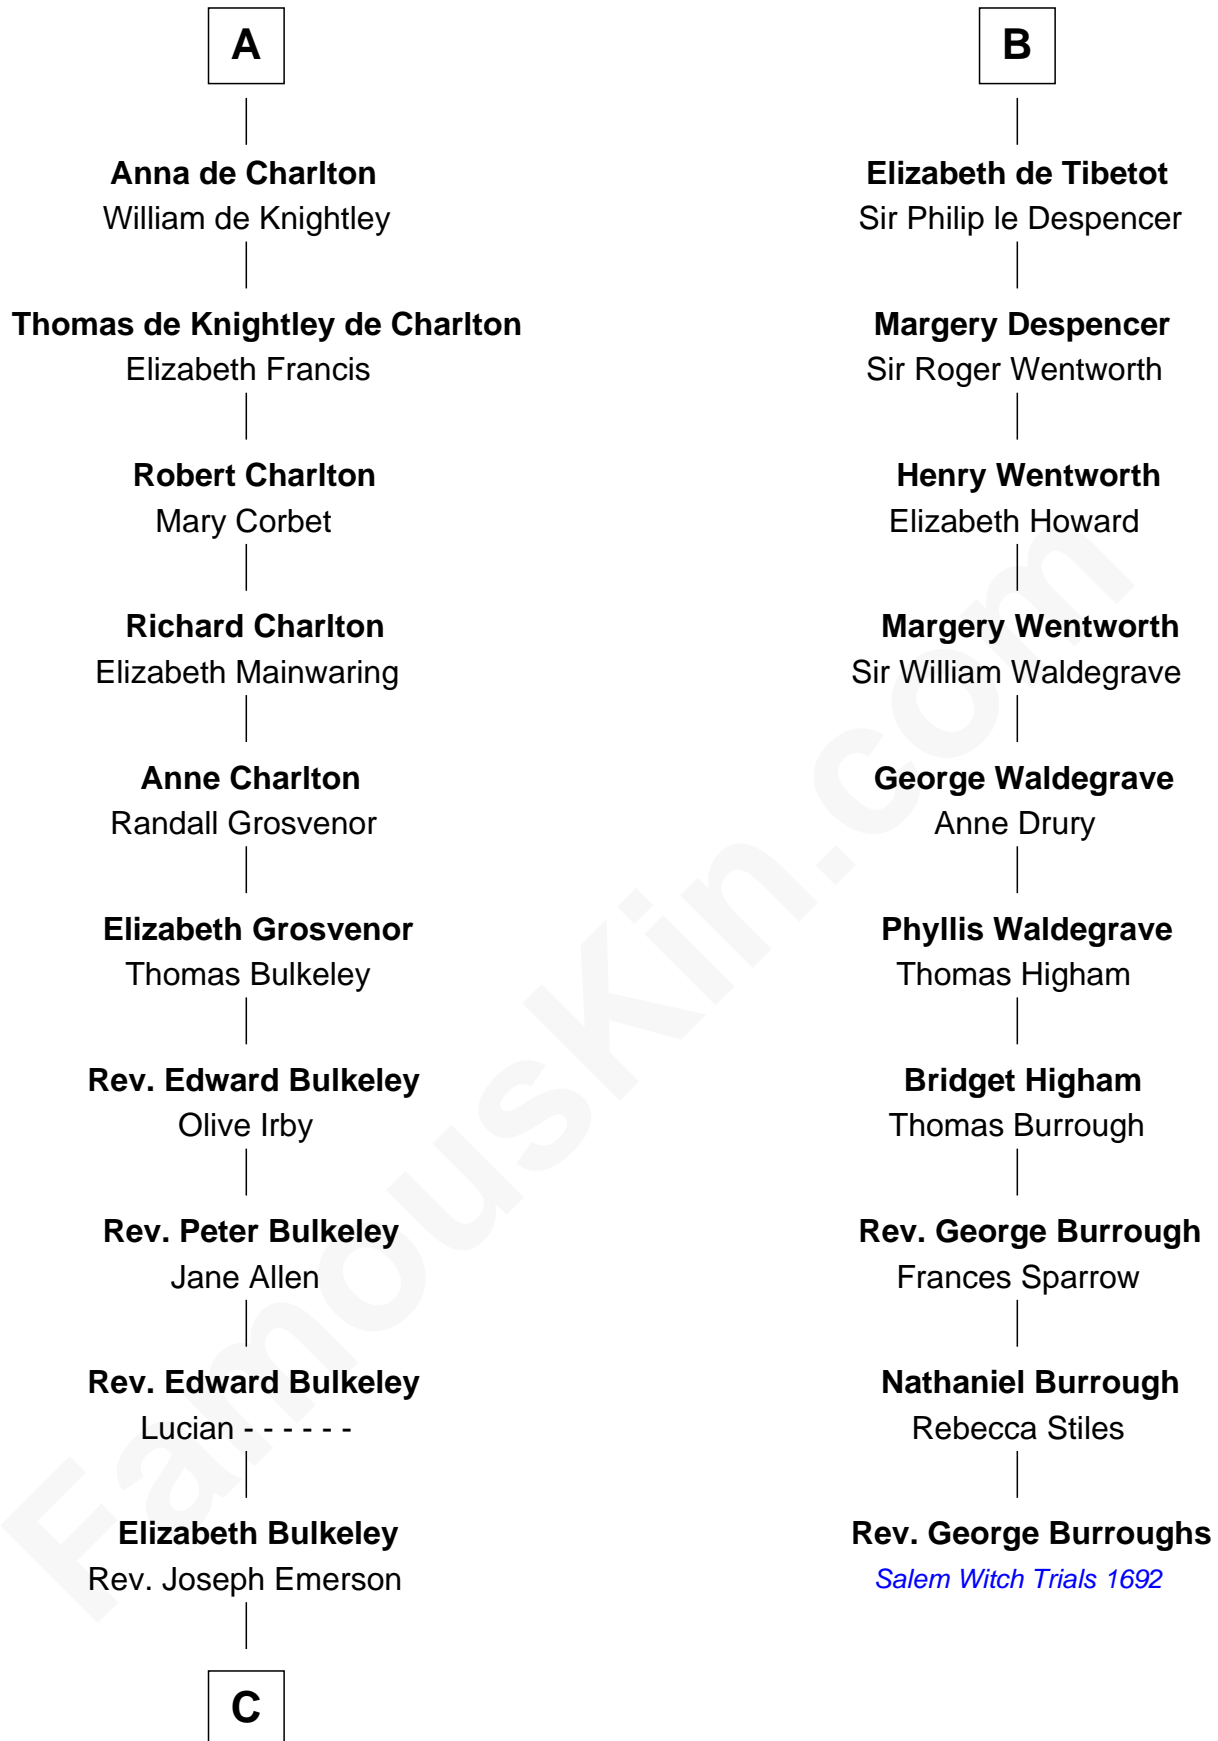 A
Anna de Charlton
William de Knightley
Thomas de Knightley de Charlton
Elizabeth Francis
Robert Charlton
Mary Corbet
Richard Charlton
Elizabeth Mainwaring
Anne Charlton
Randall Grosvenor
Elizabeth Grosvenor
Thomas Bulkeley
Rev. Edward Bulkeley
Olive Irby
Rev. Peter Bulkeley
Jane Allen
Rev. Edward Bulkeley
Lucian - - - - - -
Elizabeth Bulkeley
Rev. Joseph Emerson
C
B
Elizabeth de Tibetot
Sir Philip le Despencer
Margery Despencer
Sir Roger Wentworth
Henry Wentworth
Elizabeth Howard
Margery Wentworth
Sir William Waldegrave
George Waldegrave
Anne Drury
Phyllis Waldegrave
Thomas Higham
Bridget Higham
Thomas Burrough
Rev. George Burrough
Frances Sparrow
Nathaniel Burrough
Rebecca Stiles
Rev. George Burroughs
Salem Witch Trials 1692
FamousKin.com